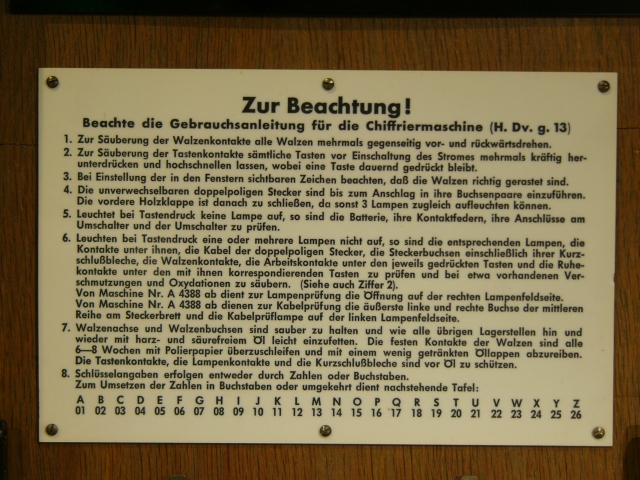 Zur Beachtung!
Beachte die Gebrauchsanleitung für die Chiffriermaschine (H. Dv. g. 13)
1. Zur Säuberung der Walzenkontakte alle Walzen mehrmals gegenseitig vor- und rückwärtsdrehen.
2. Zur Säuberung der Tastenkontakte sämtliche Tasten vor Einschaltung des Stromes mehrmals kräftig her-
unterdrücken und hochschnellen lassen, wobei eine Taste dauernd gedrückt bleibt.
3. Bei Einstellung der in den Fenstern sichtbaren Zeichen beachten, daß die Walzen richtig gerastet sind.
4. Die unverwechselbaren doppelpoligen Stecker sind bis zum Anschlag in ihre Buchsenpaare einzuführen.
Die vordere Holzklappe ist danach zu schließen, da sonst 3 Lampen zugleich aufleuchten können.
5. Leuchtet bei Tastendruck keine Lampe auf, so sind die Batterie, ihre Kontaktfedern, ihre Anschlüsse am
Umschalter und der Umschalter zu prüfen.
6. Leuchten bei Tastendruck eine oder mehrere Lampen nicht auf, so sind die entsprechenden Lampen, die
Kontakte unter ihnen, die Kabel der doppelpoligen Stecker, die Steckerbuchsen einschließlich ihrer Kurz-
schlußbleche, die Walzenkontakte, die Arbeitskontakte unter den jeweils gedrückten Tasten und die Ruhe-
kontakte unter den mit ihnen korrespondierenden Tasten zu prüfen und bei etwa vorhandenen Ver-
schmutzungen und Oxydationen zu säubern. (Siehe auch Ziffer 2).
Von Maschine Nr. A 4388 ab dient zur Lampenprüfung die Öffnung auf der rechten Lampenfeldseite.
Von Maschine Nr. A 4388 ab dienen zur Kabelprüfung die äußerste linke und rechte Buchse der mittleren
Reihe am Steckerbrett und die Kabelprüflampe auf der linken Lampenfeldseite.
7. Walzenachse und Walzenbuchsen sind sauber zu halten und wie alle übrigen Lagerstellen hin und
wieder mit harz- und säurefreiem Öl leicht einzufetten. Die festen Kontakte der Walzen sind alle
6—8 Wochen mit Polierpapier überzuschleifen und mit einem wenig getränkten Öllappen abzureiben.
Die Tastenkontakte, die Lampenkontakte und die Kurzschlußbleche sind vor Öl zu schützen.
8. Schlüsselangaben erfolgen entweder durch Zahlen oder Buchstaben.
Zum Umsetzen der Zahlen in Buchstaben oder umgekehrt dient nachstehende Tafel:
A B C D E F G H I J K L M N O P Q R S T U V W X Y Z
01 02 03 04 05 06 07 08 09 10 11 12 13 14 15 16 17 18 19 20 21 22 23 24 25 26